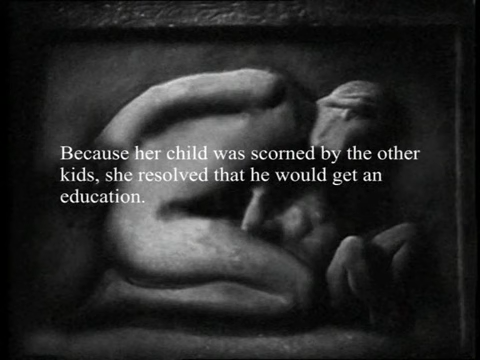 Because her child was scorned by the other
kids, she resolved that he would get an
education.